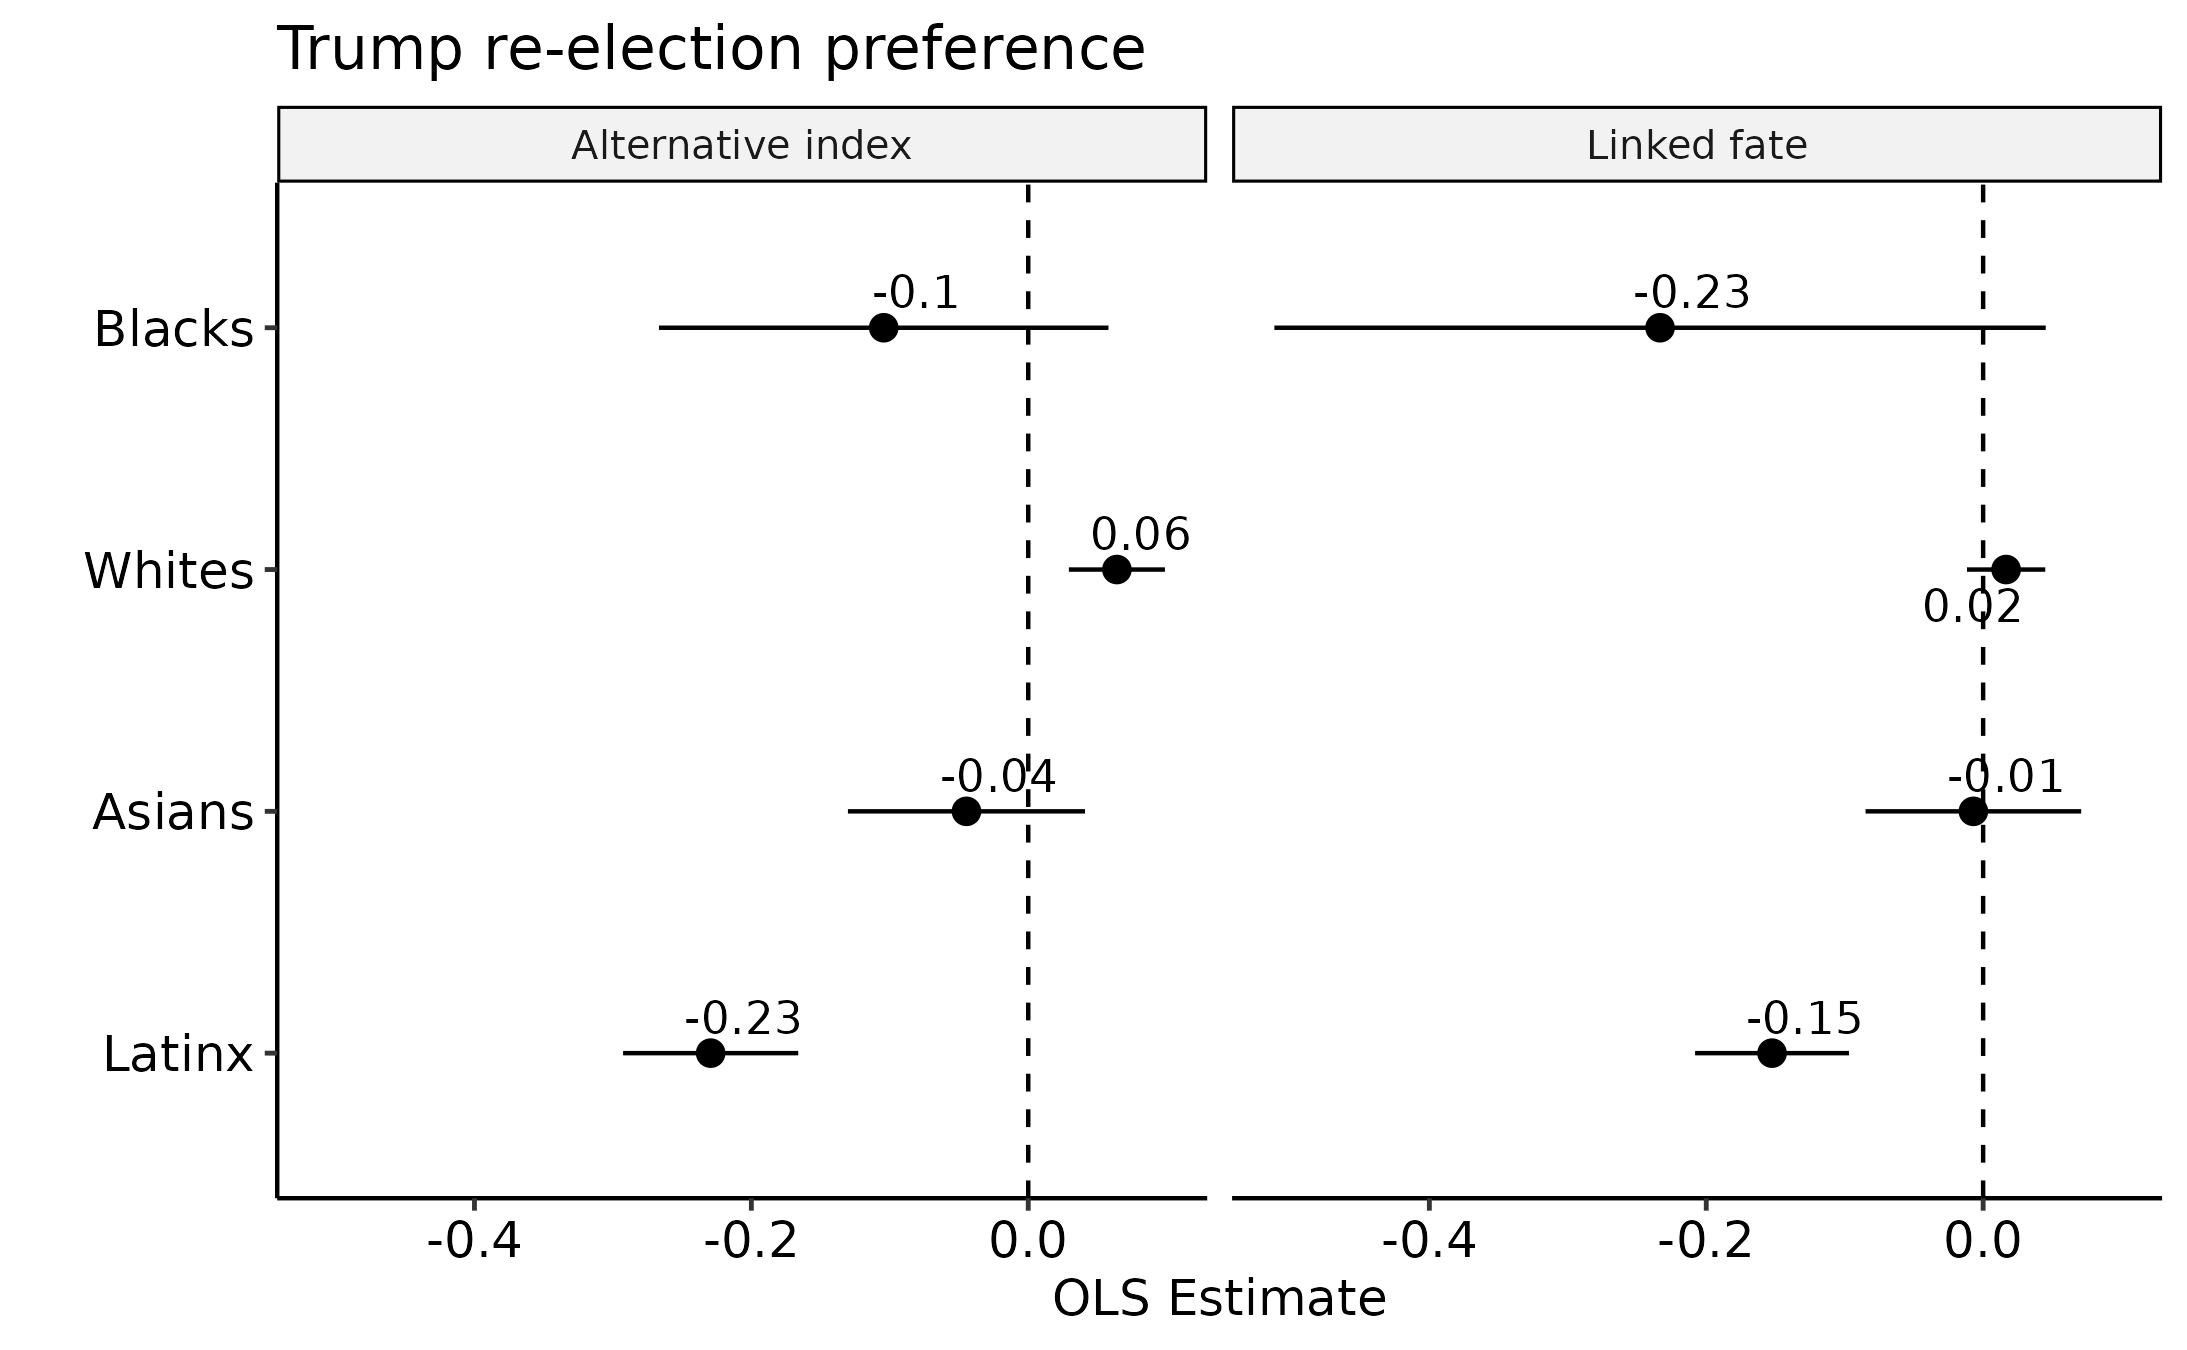 Trump re-election preference
Alternative index Linked fate
Blacks -0.1 -0.23
Whites 0.06 0.02
Asians -0.04 -0.01
Latinx -0.23 -0.15
-0.4 -0.2 0.0 -0.4 -0.2 0.0
OLS Estimate